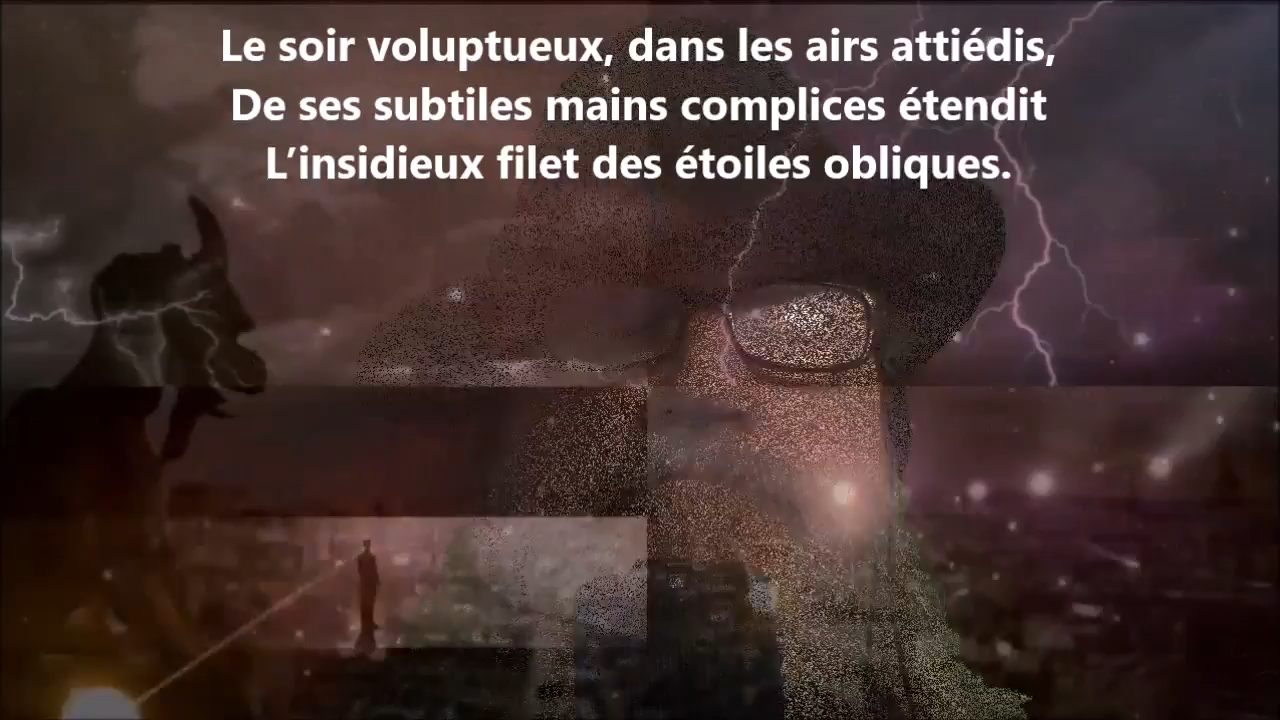 Le soir voluptueux, dans les airs attiédis,
De ses subtiles mains complices étendit
L’insidieux filet des étoiles obliques.